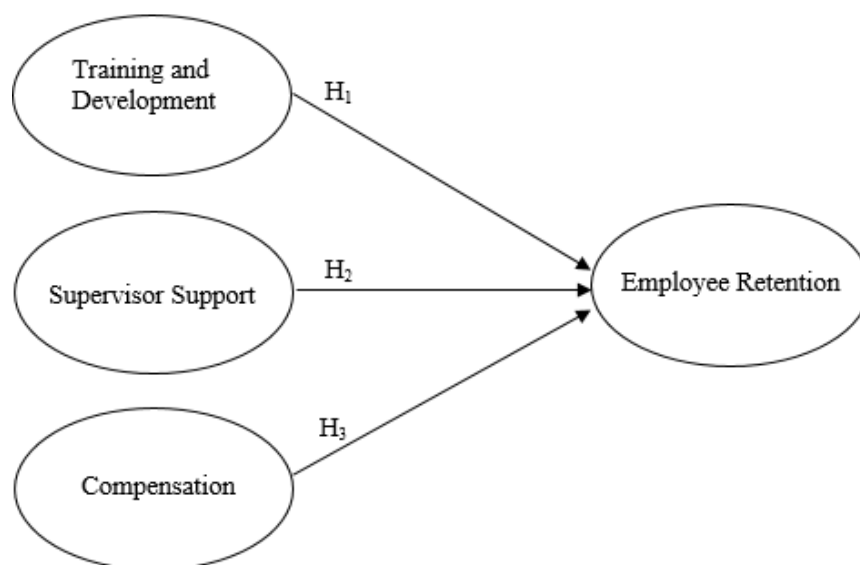 Training and
Development
H₁
Supervisor Support
H₂
Employee Retention
Compensation
H₃